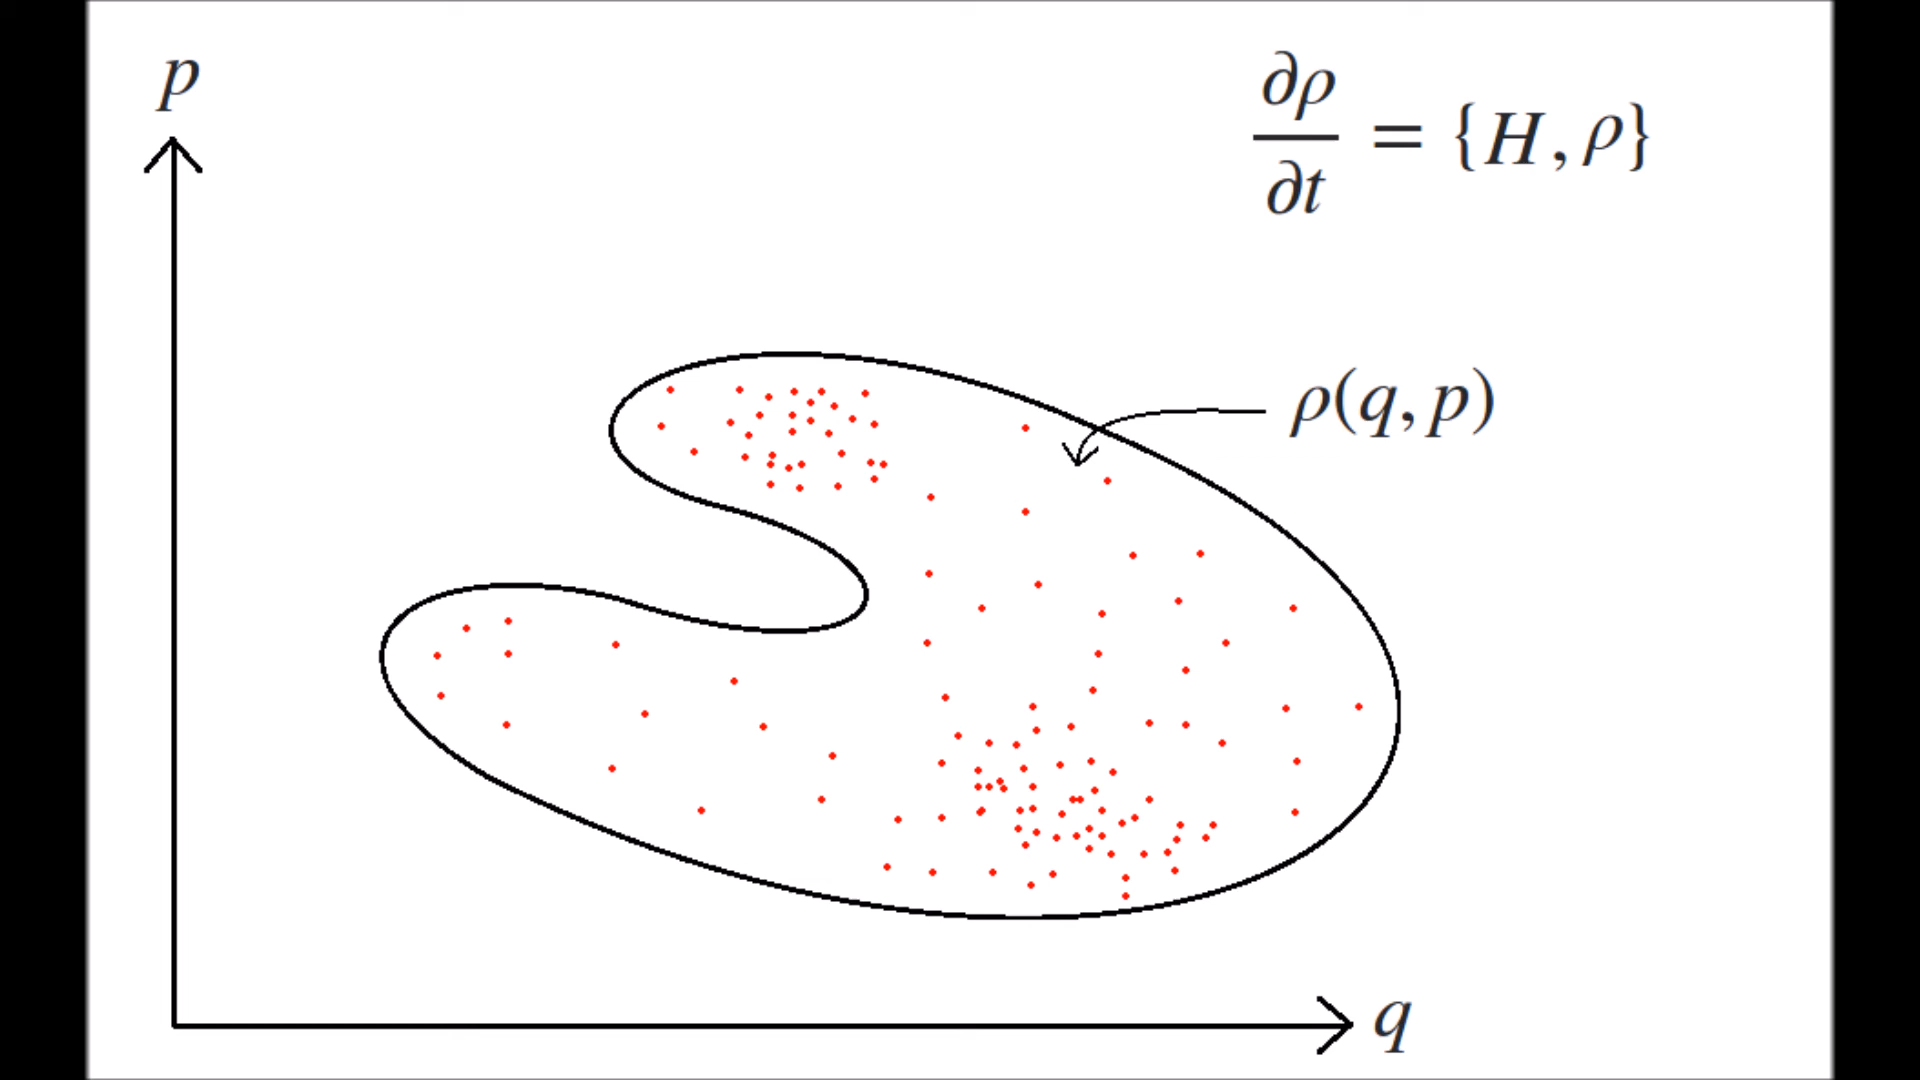 p
∂ρ/∂t = {H, ρ}
ρ(q, p)
q